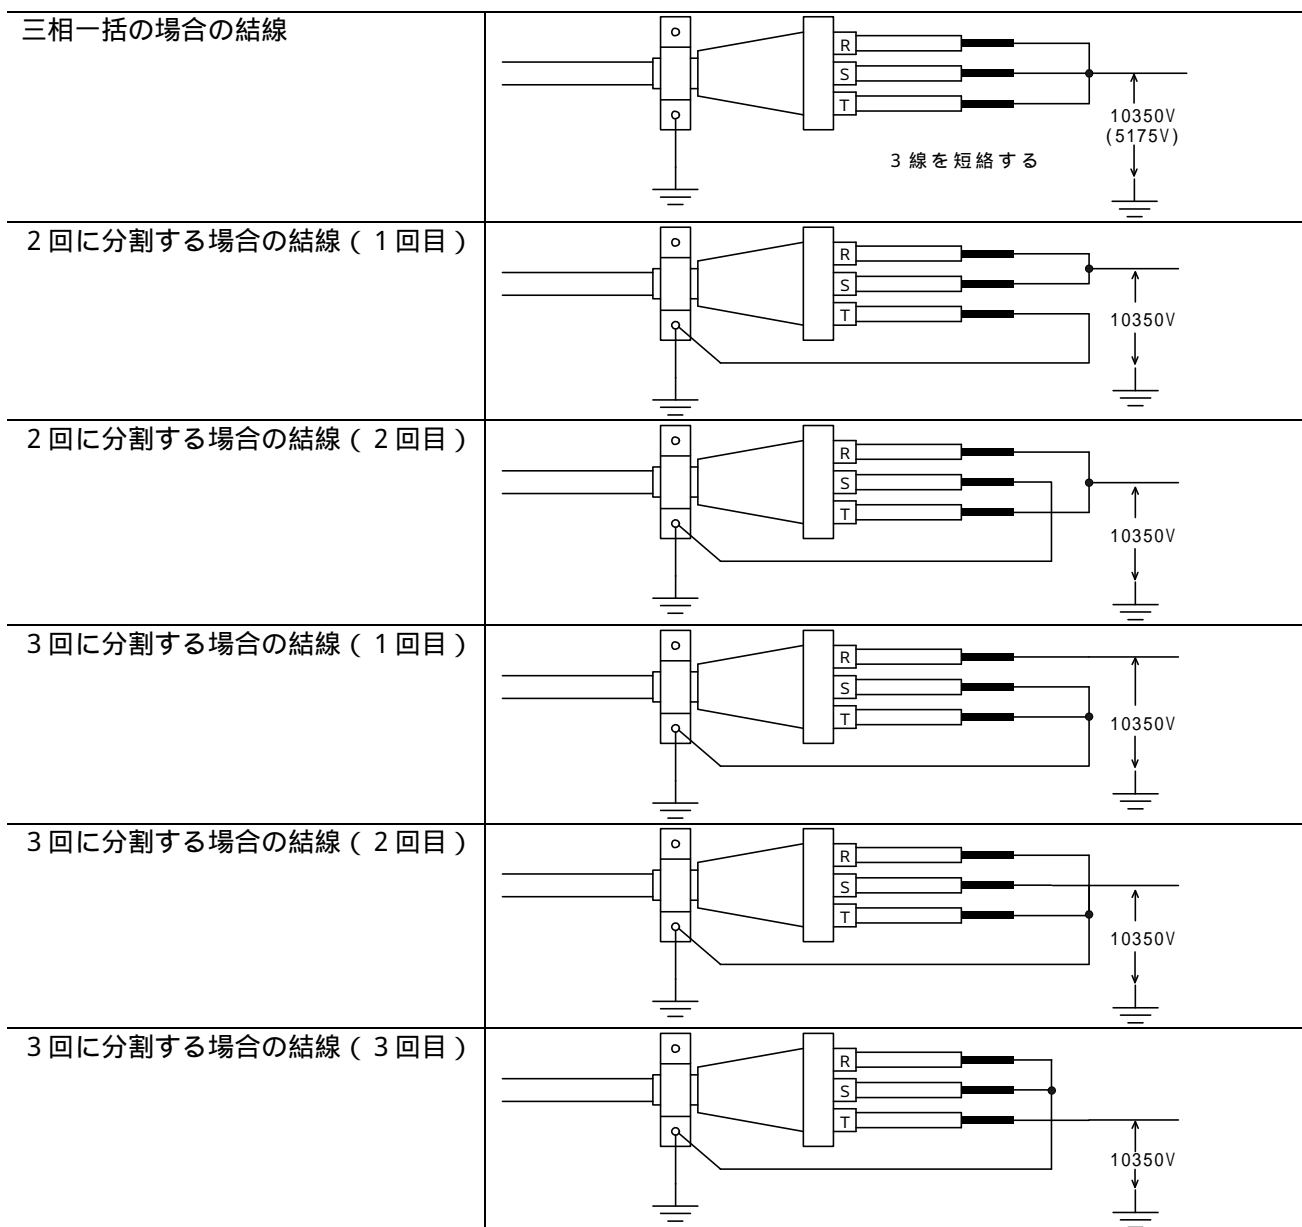 三相一括の場合の結線
R
S
T
10350V
(5175V)
3線を短絡する
2回に分割する場合の結線(1回目)
R
S
T
10350V
2回に分割する場合の結線(2回目)
R
S
T
10350V
3回に分割する場合の結線(1回目)
R
S
T
10350V
3回に分割する場合の結線(2回目)
R
S
T
10350V
3回に分割する場合の結線(3回目)
R
S
T
10350V